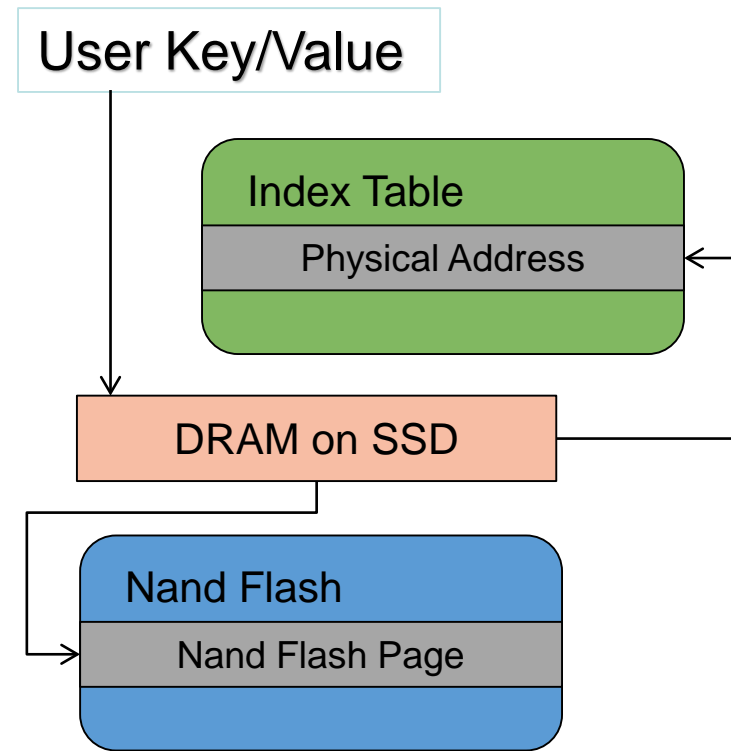 User Key/Value
Index Table
Physical Address
DRAM on SSD
Nand Flash
Nand Flash Page